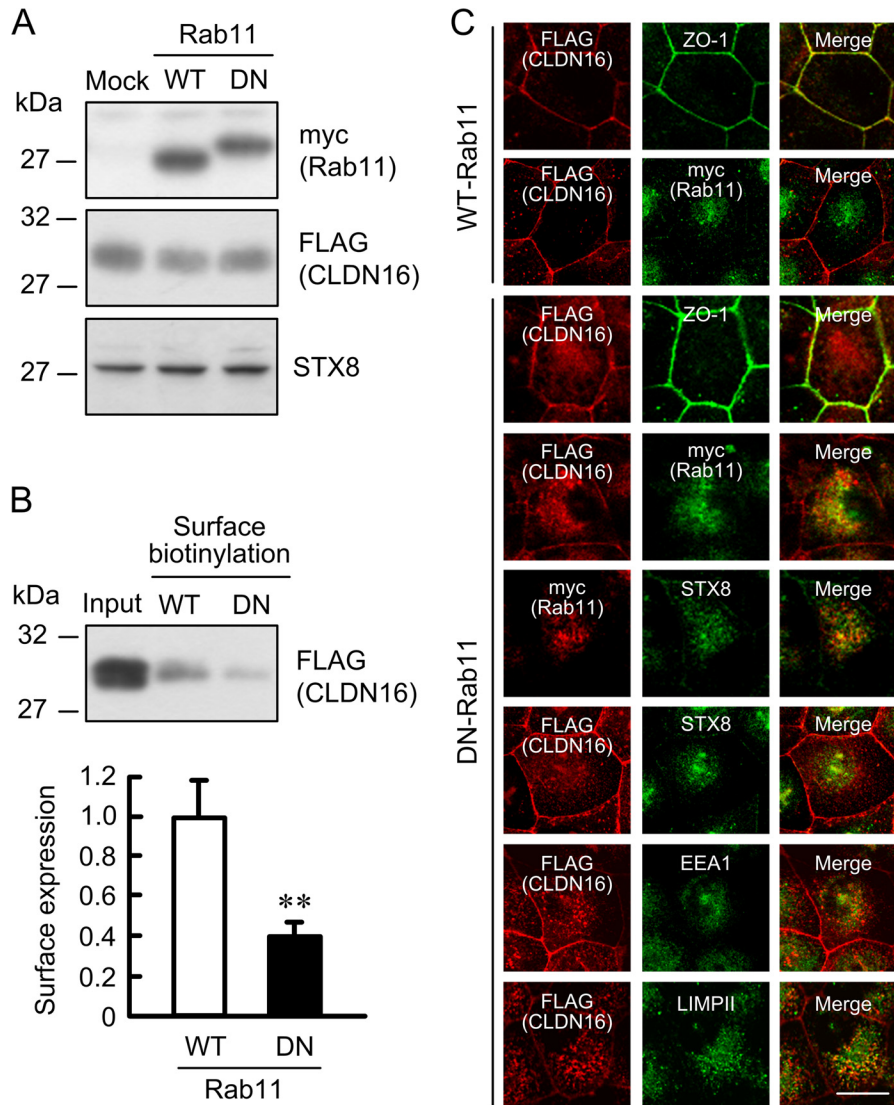 A
Rab11
Mock WT DN
kDa
27
myc
(Rab11)
32
27
FLAG
(CLDN16)
27
STX8
B
Surface
biotinylation
kDa
Input WT DN
32
27
FLAG
(CLDN16)
Surface expression
1.2
1.0
0.8
0.6
0.4
0.2
0
**
WT DN
Rab11
C
WT-Rab11
FLAG
(CLDN16)
ZO-1
Merge
FLAG
(CLDN16)
myc
(Rab11)
Merge
DN-Rab11
FLAG
(CLDN16)
ZO-1
Merge
FLAG
(CLDN16)
myc
(Rab11)
Merge
myc
(Rab11)
STX8
Merge
FLAG
(CLDN16)
STX8
Merge
FLAG
(CLDN16)
EEA1
Merge
FLAG
(CLDN16)
LIMPII
Merge